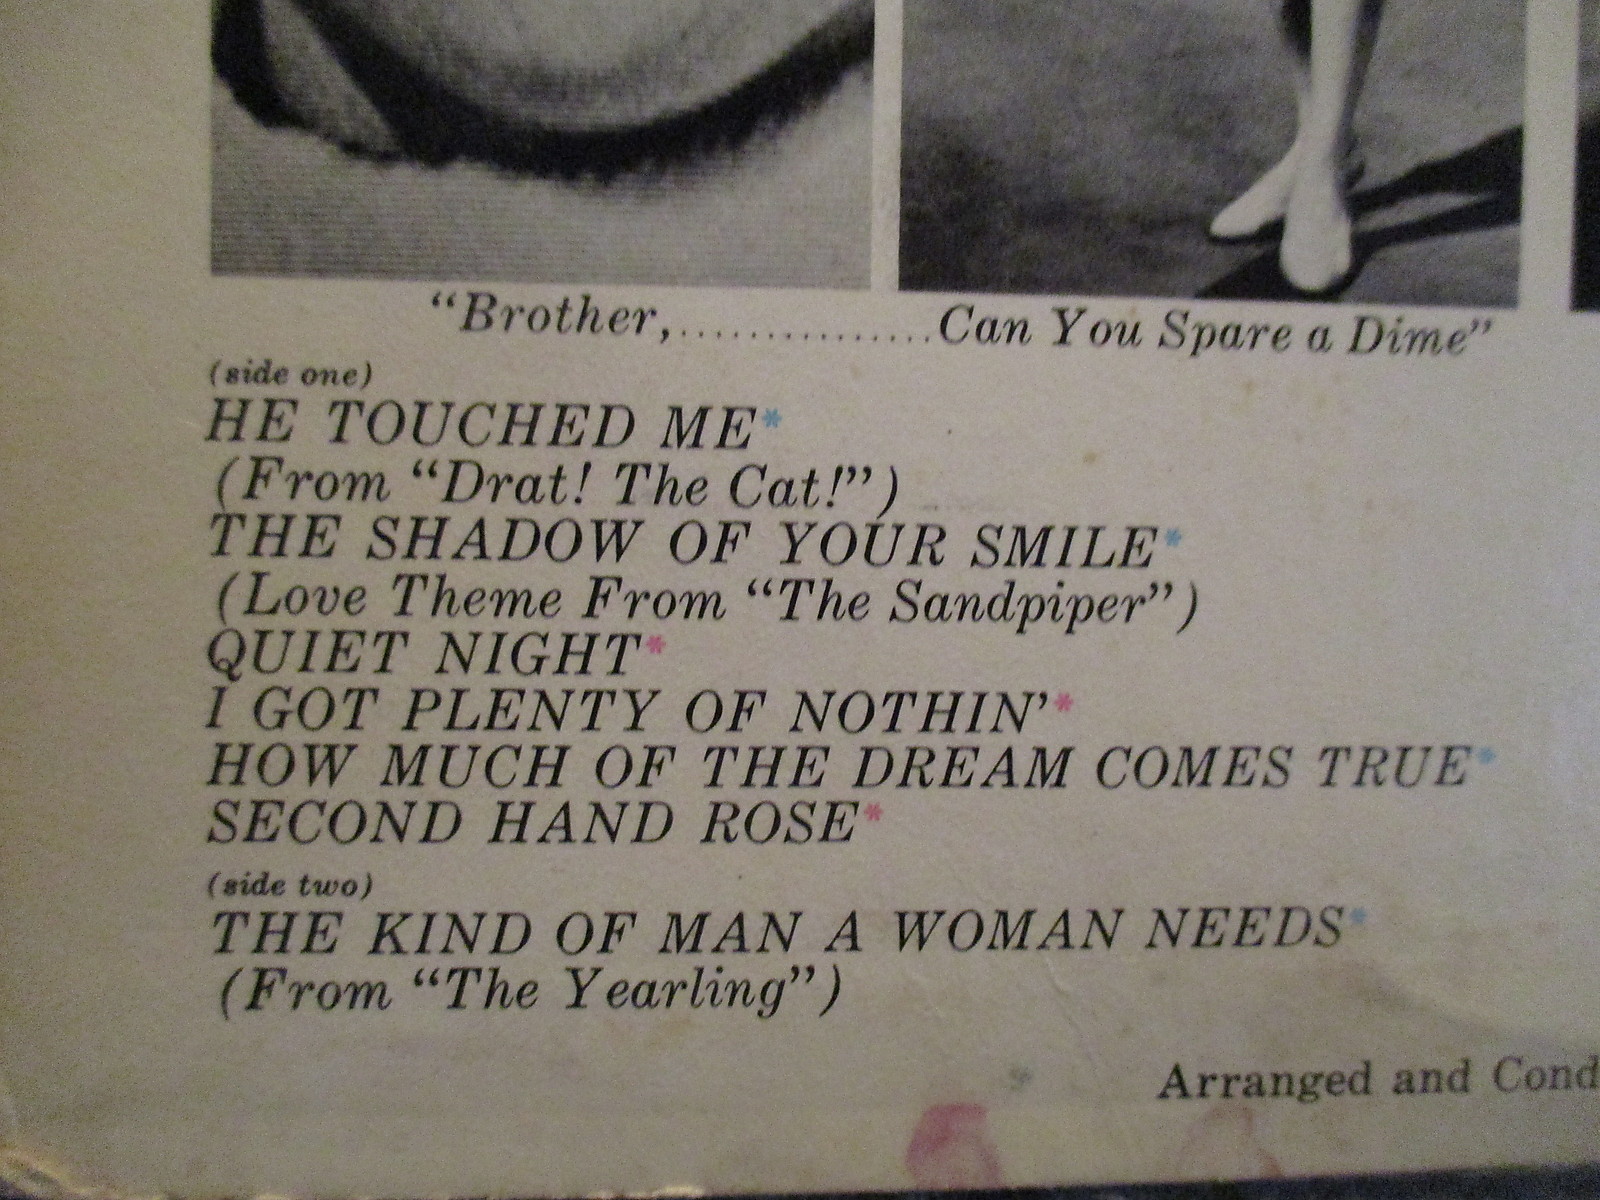 “Brother,...............Can You Spare a Dime”
(side one)
HE TOUCHED ME*
(From “Drat! The Cat!”)
THE SHADOW OF YOUR SMILE*
(Love Theme From “The Sandpiper”)
QUIET NIGHT*
I GOT PLENTY OF NOTHIN’*
HOW MUCH OF THE DREAM COMES TRUE*
SECOND HAND ROSE*
(side two)
THE KIND OF MAN A WOMAN NEEDS*
(From “The Yearling”)
Arranged and Cond